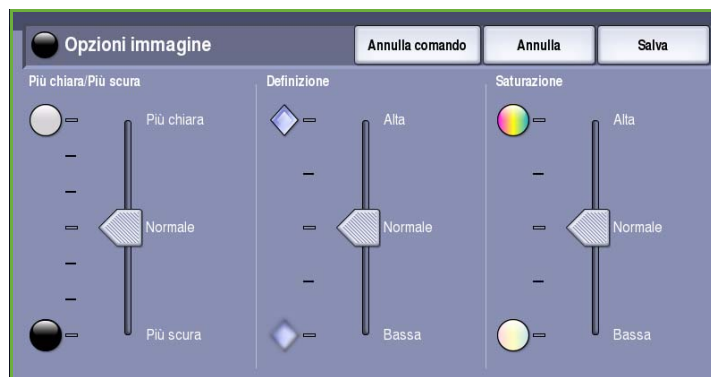 Opzioni immagine
Annulla comando
Annulla
Salva
Più chiara/Più scura
Definizione
Saturazione
Più chiara
Alta
Alta
Normale
Normale
Normale
Più scura
Bassa
Bassa